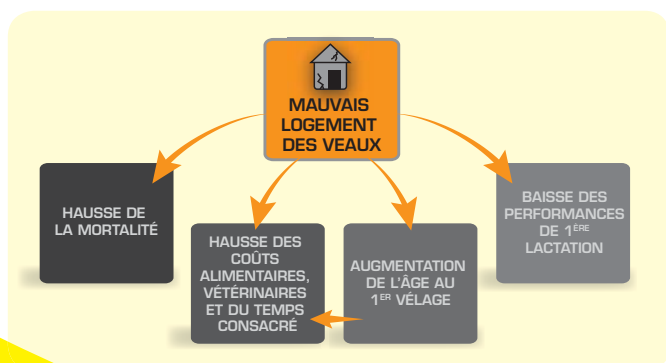 MAUVAIS
LOGEMENT
DES VEAUX
HAUSSE DE
LA MORTALITÉ
HAUSSE DES
COÛTS
ALIMENTAIRES,
VÉTÉRINAIRES
ET DU TEMPS
CONSACRÉ
AUGMENTATION
DE L'ÂGE AU
1ER VÉLAGE
BAISSE DES
PERFORMANCES
DE 1ÈRE
LACTATION